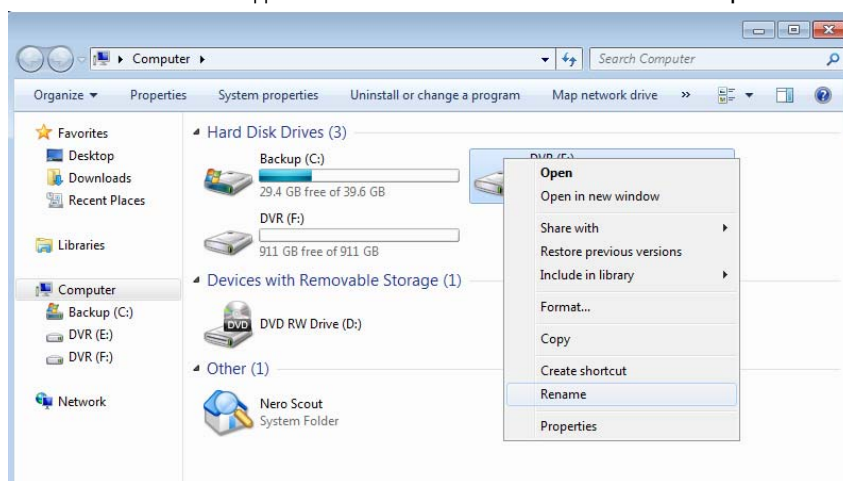 Computer
Search Computer
Organize
Properties
System properties
Uninstall or change a program
Map network drive
»
Favorites
Desktop
Downloads
Recent Places
Libraries
Computer
Backup (C:)
DVR (E:)
DVR (F:)
Network
Hard Disk Drives (3)
Backup (C:)
29.4 GB free of 39.6 GB
DVR (F:)
911 GB free of 911 GB
Devices with Removable Storage (1)
DVD RW Drive (D:)
Other (1)
Nero Scout
System Folder
Open
Open in new window
Share with
Restore previous versions
Include in library
Format...
Copy
Create shortcut
Rename
Properties